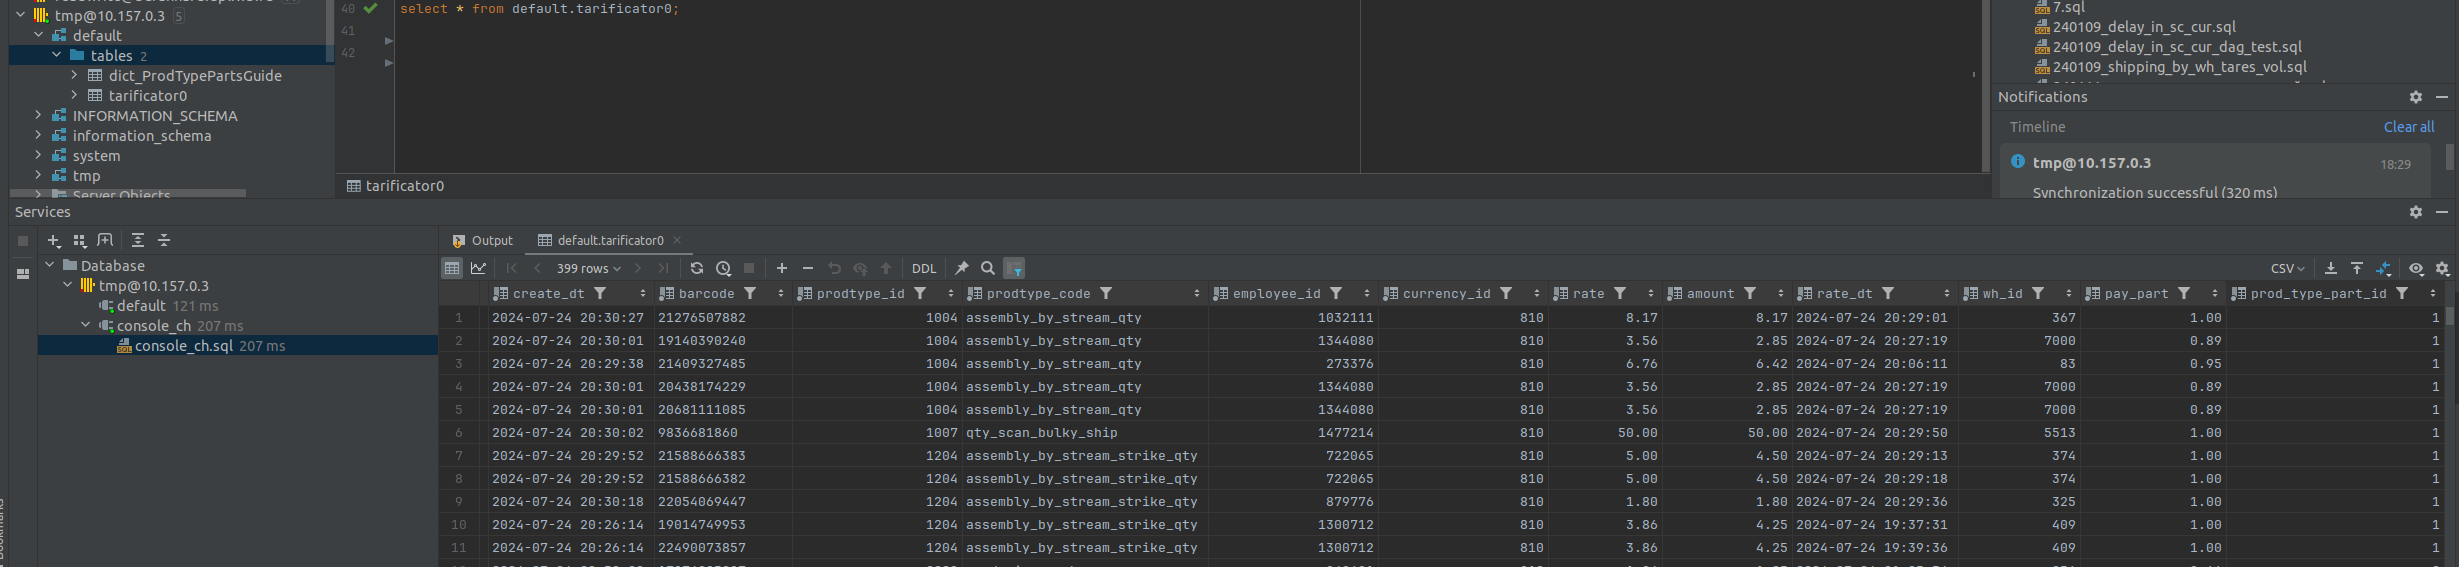 tmp@10.157.0.3 5
default
tables 2
dict_ProdTypePartsGuide
tarificator0
INFORMATION_SCHEMA
information_schema
system
tmp
Server Objects
40 select * from default.tarificator0;
41
42
tarificator0
7.sql
240109_delay_in_sc_cur.sql
240109_delay_in_sc_cur_dag_test.sql
240109_shipping_by_wh_tares_vol.sql
Notifications
Timeline Clear all
tmp@10.157.0.3 18:29
Synchronization successful (320 ms)
Services
Database
tmp@10.157.0.3
default 121 ms
console_ch 207 ms
console_ch.sql 207 ms
Output default.tarificator0
399 rows DDL CSV
create_dt barcode prodtype_id prodtype_code employee_id currency_id rate amount rate_dt wh_id pay_part prod_type_part_id
1 2024-07-24 20:30:27 21276507882 1004 assembly_by_stream_qty 1032111 810 8.17 8.17 2024-07-24 20:29:01 367 1.00 1
2 2024-07-24 20:30:01 19140390240 1004 assembly_by_stream_qty 1344080 810 3.56 2.85 2024-07-24 20:27:19 7000 0.89 1
3 2024-07-24 20:29:38 21409327485 1004 assembly_by_stream_qty 273376 810 6.76 6.42 2024-07-24 20:06:11 83 0.95 1
4 2024-07-24 20:30:01 20438174229 1004 assembly_by_stream_qty 1344080 810 3.56 2.85 2024-07-24 20:27:19 7000 0.89 1
5 2024-07-24 20:30:01 20681111085 1004 assembly_by_stream_qty 1344080 810 3.56 2.85 2024-07-24 20:27:19 7000 0.89 1
6 2024-07-24 20:30:02 9836681860 1007 qty_scan_bulky_ship 1477214 810 50.00 50.00 2024-07-24 20:29:50 5513 1.00 1
7 2024-07-24 20:29:52 21588666383 1204 assembly_by_stream_strike_qty 722065 810 5.00 4.50 2024-07-24 20:29:13 374 1.00 1
8 2024-07-24 20:29:52 21588666382 1204 assembly_by_stream_strike_qty 722065 810 5.00 4.50 2024-07-24 20:29:18 374 1.00 1
9 2024-07-24 20:30:18 22054069447 1204 assembly_by_stream_strike_qty 879776 810 1.80 1.80 2024-07-24 20:29:36 325 1.00 1
10 2024-07-24 20:26:14 19014749953 1204 assembly_by_stream_strike_qty 1300712 810 3.86 4.25 2024-07-24 19:37:31 409 1.00 1
11 2024-07-24 20:26:14 22490073857 1204 assembly_by_stream_strike_qty 1300712 810 3.86 4.25 2024-07-24 19:39:36 409 1.00 1